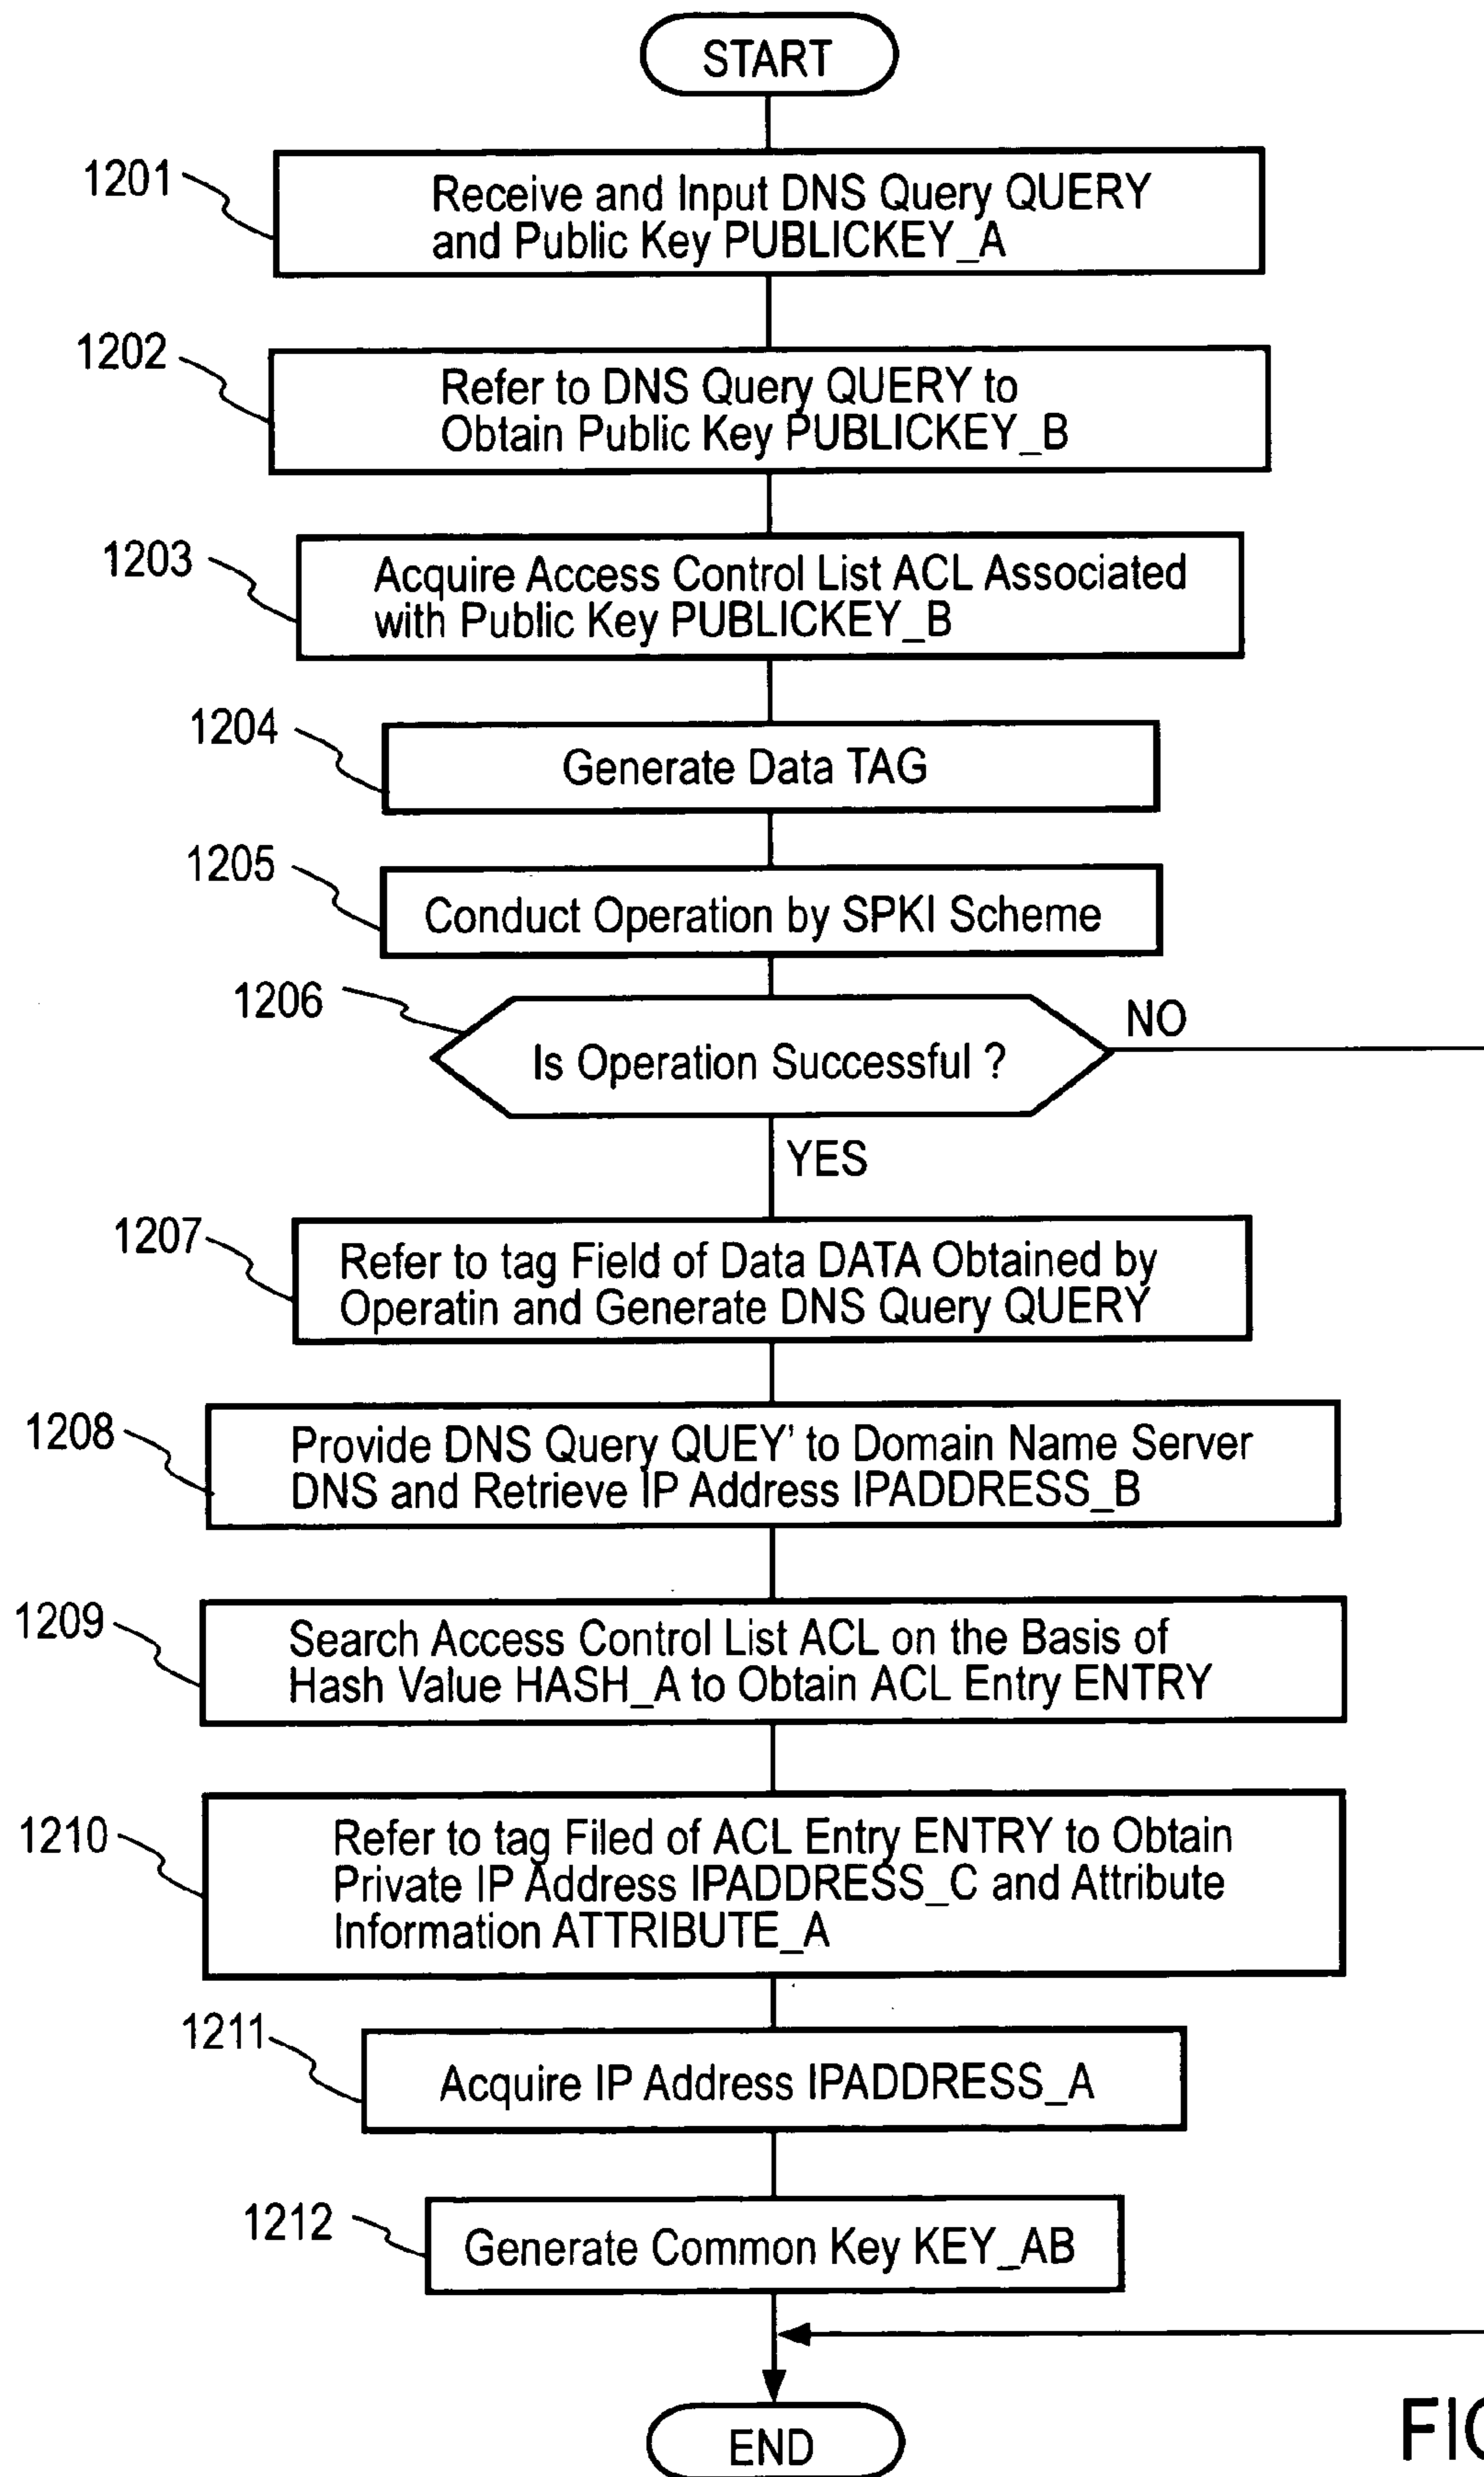 START
1201
Receive and Input DNS Query QUERY
and Public Key PUBLICKEY_A
1202
Refer to DNS Query QUERY to
Obtain Public Key PUBLICKEY_B
1203
Acquire Access Control List ACL Associated
with Public Key PUBLICKEY_B
1204
Generate Data TAG
1205
Conduct Operation by SPKI Scheme
1206
Is Operation Successful ?
NO
YES
1207
Refer to tag Field of Data DATA Obtained by
Operatin and Generate DNS Query QUERY
1208
Provide DNS Query QUEY' to Domain Name Server
DNS and Retrieve IP Address IPADDRESS_B
1209
Search Access Control List ACL on the Basis of
Hash Value HASH_A to Obtain ACL Entry ENTRY
1210
Refer to tag Filed of ACL Entry ENTRY to Obtain
Private IP Address IPADDRESS_C and Attribute
Information ATTRIBUTE_A
1211
Acquire IP Address IPADDRESS_A
1212
Generate Common Key KEY_AB
END